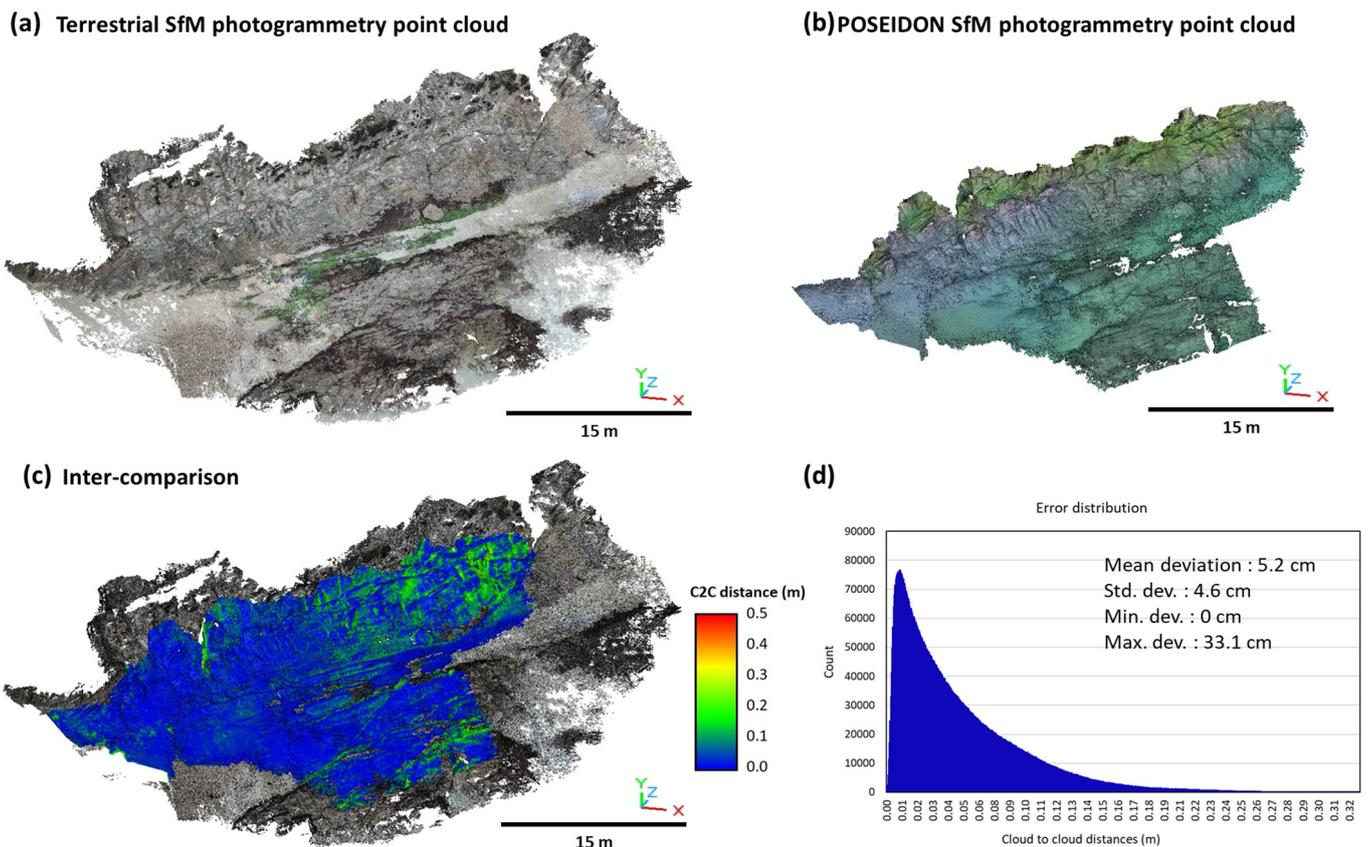 (a) Terrestrial SfM photogrammetry point cloud
Y
Z
X
15 m
(b) POSEIDON SfM photogrammetry point cloud
Y
Z
X
15 m
(c) Inter-comparison
C2C distance (m)
0.5
0.4
0.3
0.2
0.1
0.0
Y
Z
X
15 m
(d)
Error distribution
Mean deviation : 5.2 cm
Std. dev. : 4.6 cm
Min. dev. : 0 cm
Max. dev. : 33.1 cm
Count
90000
80000
70000
60000
50000
40000
30000
20000
10000
0
0.00 0.01 0.02 0.03 0.04 0.05 0.06 0.08 0.09 0.10 0.11 0.12 0.13 0.14 0.15 0.16 0.17 0.18 0.19 0.21 0.22 0.23 0.24 0.25 0.26 0.27 0.28 0.29 0.30 0.31 0.32
Cloud to cloud distances (m)